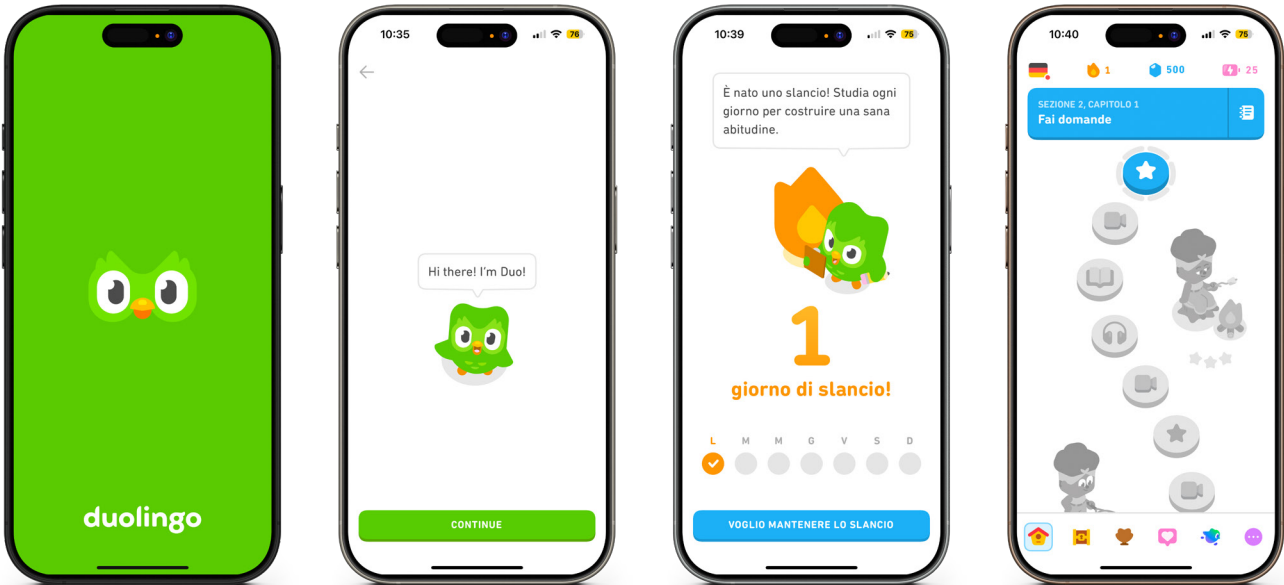 duolingo
10:35
76
Hi there! I'm Duo!
CONTINUE
10:39
75
È nato uno slancio! Studia ogni
giorno per costruire una sana
abitudine.
1
giorno di slancio!
L M M G V S D
VOGLIO MANTENERE LO SLANCIO
10:40
75
1 500 25
SEZIONE 2, CAPITOLO 1
Fai domande